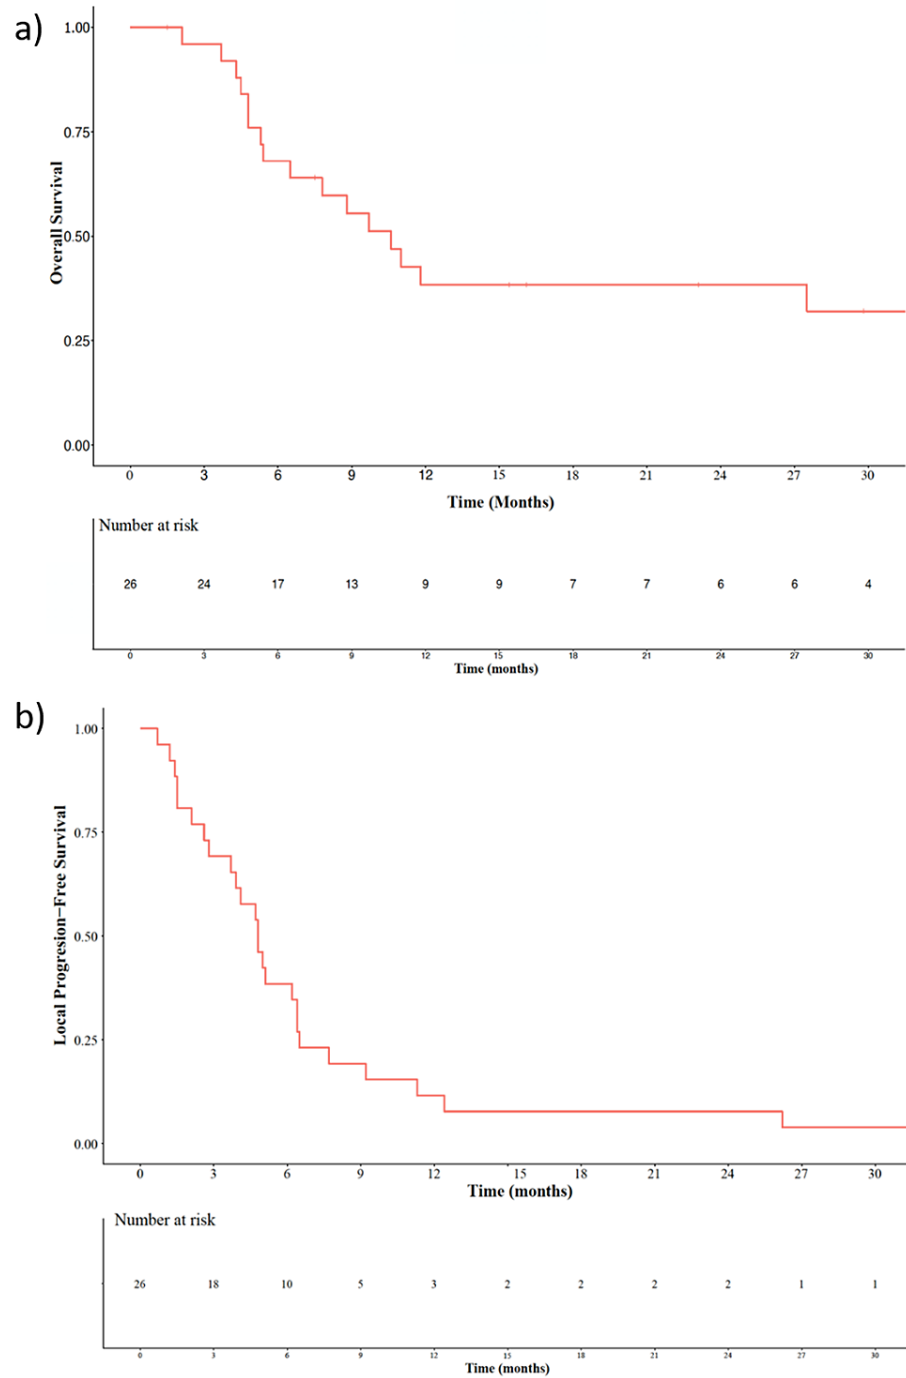 a)
1.00
0.75
0.50
0.25
0.00
Overall Survival
0 3 6 9 12 15 18 21 24 27 30
Time (Months)
Number at risk
26 24 17 13 9 9 7 7 6 6 4
0 3 6 9 12 15 18 21 24 27 30
Time (months)
b)
1.00
0.75
0.50
0.25
0.00
Local Progresion-Free Survival
0 3 6 9 12 15 18 21 24 27 30
Time (months)
Number at risk
26 18 10 5 3 2 2 2 2 1 1
0 3 6 9 12 15 18 21 24 27 30
Time (months)